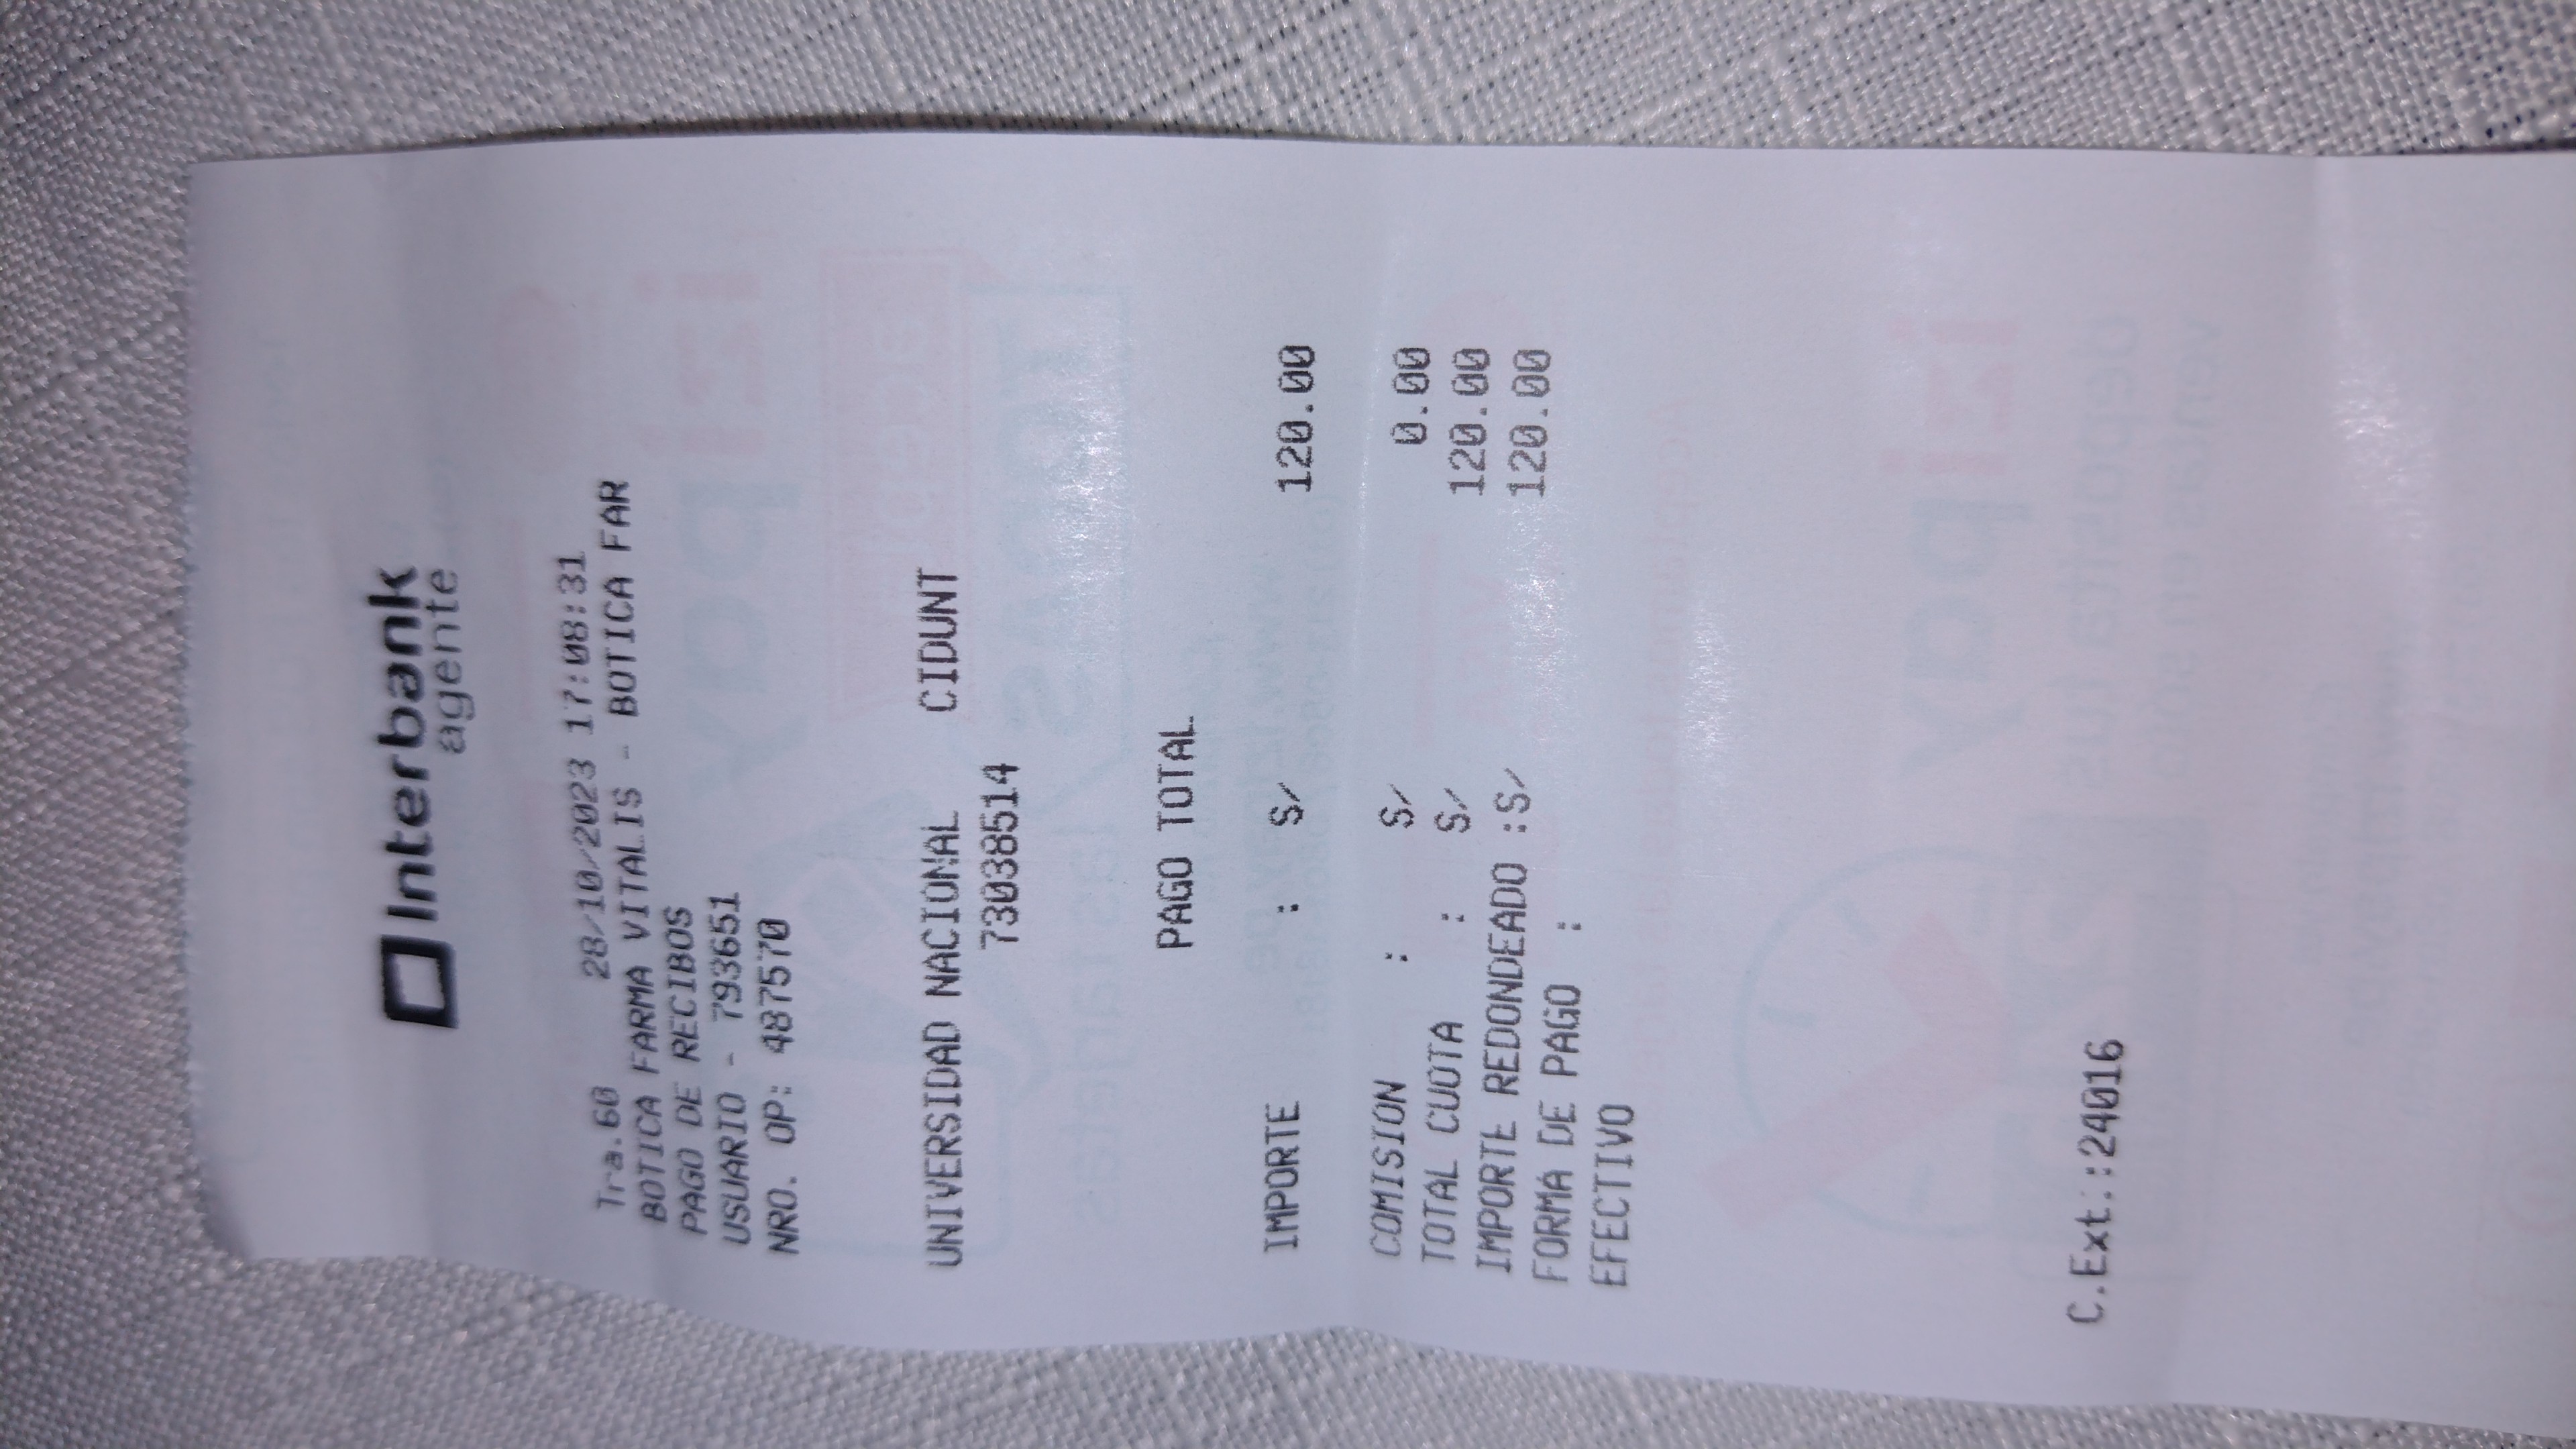 Interbank
agente
Tra.60 28/10/2023 17:08:31
BOTICA FARMA VITALIS - BOTICA FAR
PAGO DE RECIBOS
USUARIO - 793651
NRO. OP: 487570
UNIVERSIDAD NACIONAL CIDUNT
73038514
PAGO TOTAL
IMPORTE : S/ 120.00
COMISION : S/ 0.00
TOTAL CUOTA : S/ 120.00
IMPORTE REDONDEADO :S/ 120.00
FORMA DE PAGO :
EFECTIVO
C.Ext.:24016